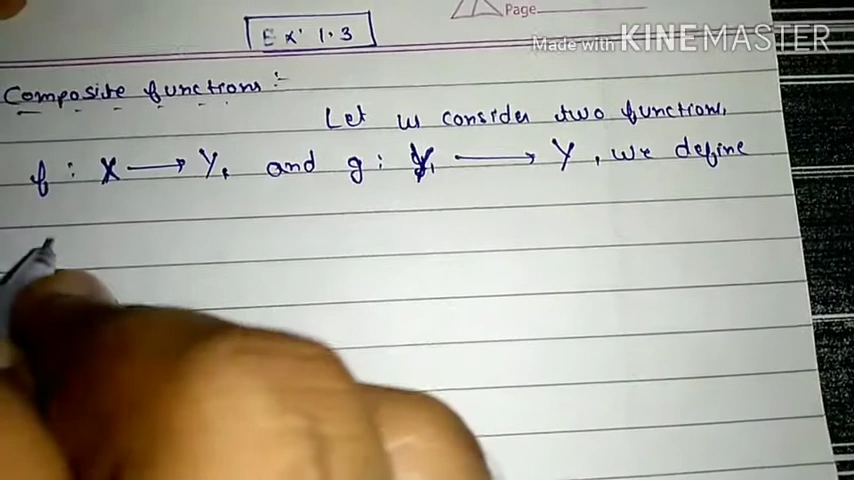 Page
Ex' 1.3
Made with KINEMASTER
Composite functions :-
Let us consider two functions,
f : X → Y₁ and g : Y₁ → Y , we define